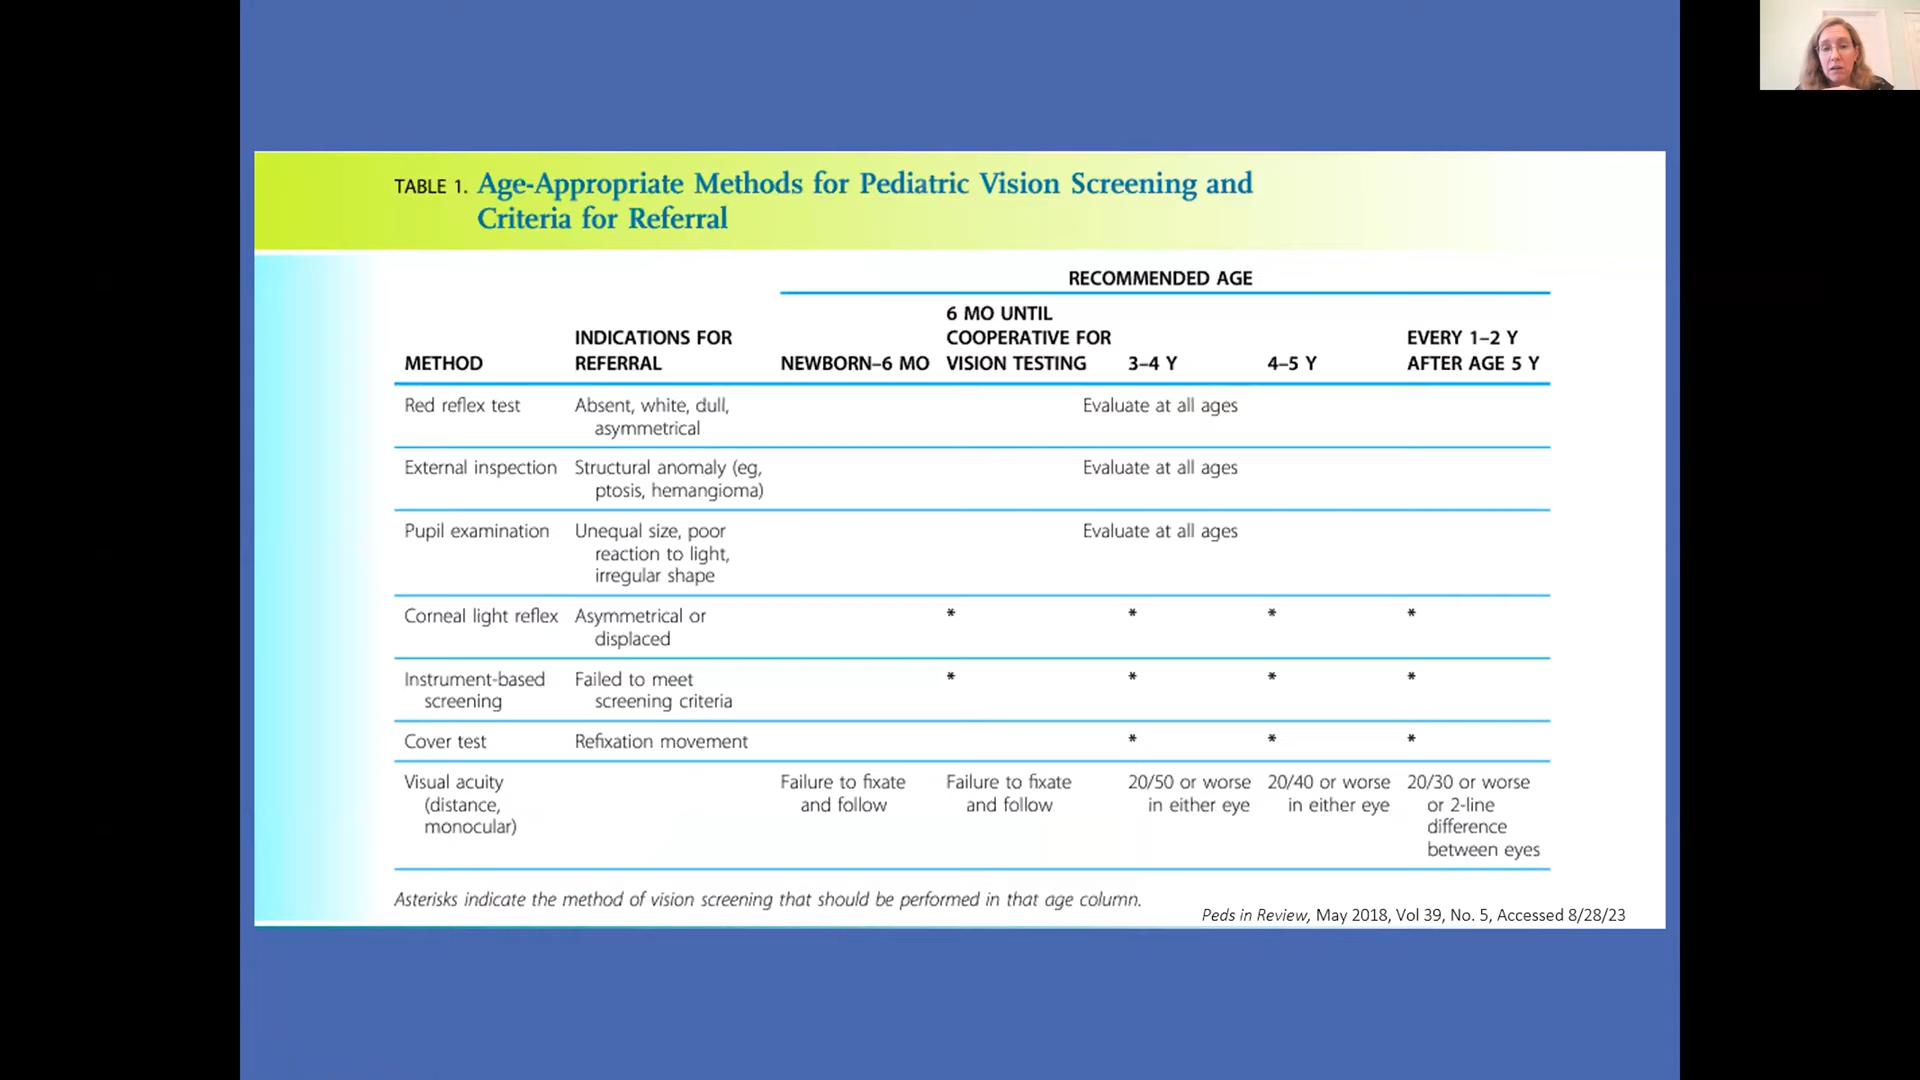 TABLE 1. Age-Appropriate Methods for Pediatric Vision Screening and
Criteria for Referral
RECOMMENDED AGE
METHOD
INDICATIONS FOR
REFERRAL
NEWBORN–6 MO
6 MO UNTIL
COOPERATIVE FOR
VISION TESTING
3–4 Y
4–5 Y
EVERY 1–2 Y
AFTER AGE 5 Y
Red reflex test
Absent, white, dull,
asymmetrical
Evaluate at all ages
External inspection
Structural anomaly (eg,
ptosis, hemangioma)
Evaluate at all ages
Pupil examination
Unequal size, poor
reaction to light,
irregular shape
Evaluate at all ages
Corneal light reflex
Asymmetrical or
displaced
* * * *
Instrument-based
screening
Failed to meet
screening criteria
* * * *
Cover test
Refixation movement
* * *
Visual acuity
(distance,
monocular)
Failure to fixate
and follow
Failure to fixate
and follow
20/50 or worse
in either eye
20/40 or worse
in either eye
20/30 or worse
or 2-line
difference
between eyes
Asterisks indicate the method of vision screening that should be performed in that age column.
Peds in Review, May 2018, Vol 39, No. 5, Accessed 8/28/23